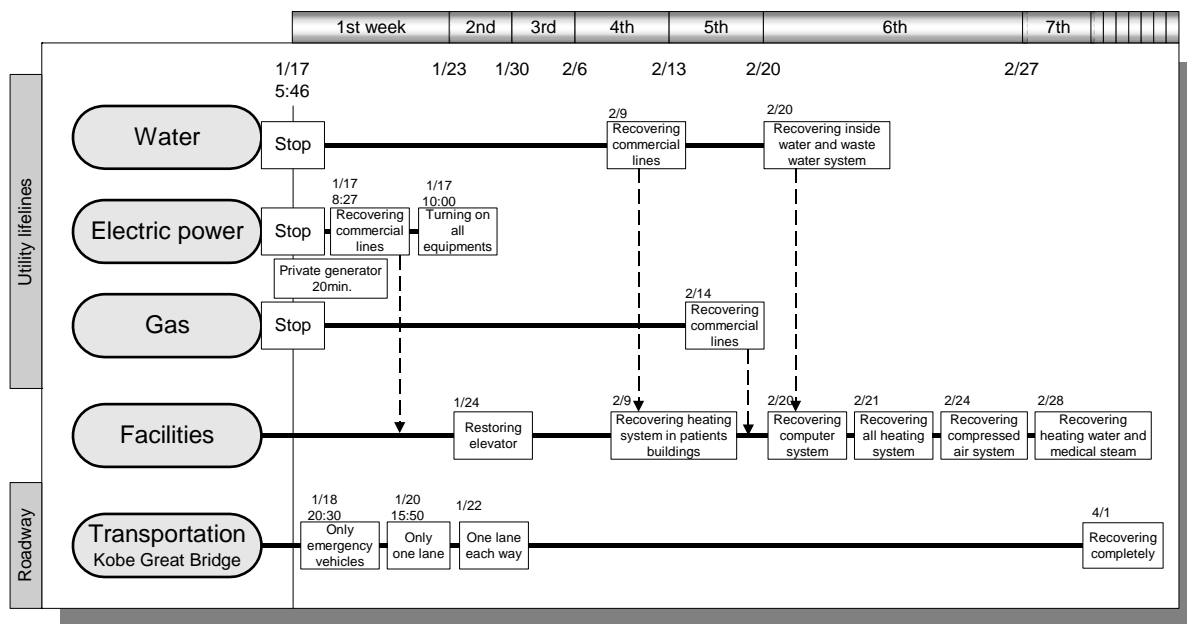 1st week 2nd 3rd 4th 5th 6th 7th
1/17 1/23 1/30 2/6 2/13 2/20 2/27
5:46
Utility lifelines
Water
Stop
2/9
Recovering
commercial
lines
2/20
Recovering inside
water and waste
water system
Electric power
Stop
1/17
8:27
Recovering
commercial
lines
1/17
10:00
Turning on
all
equipments
Private generator
20min.
Gas
Stop
2/14
Recovering
commercial
lines
Facilities
1/24
Restoring
elevator
2/9
Recovering heating
system in patients
buildings
2/20
Recovering
computer
system
2/21
Recovering
all heating
system
2/24
Recovering
compressed
air system
2/28
Recovering
heating water and
medical steam
Roadway
Transportation
Kobe Great Bridge
1/18
20:30
Only
emergency
vehicles
1/20
15:50
Only
one lane
1/22
One lane
each way
4/1
Recovering
completely